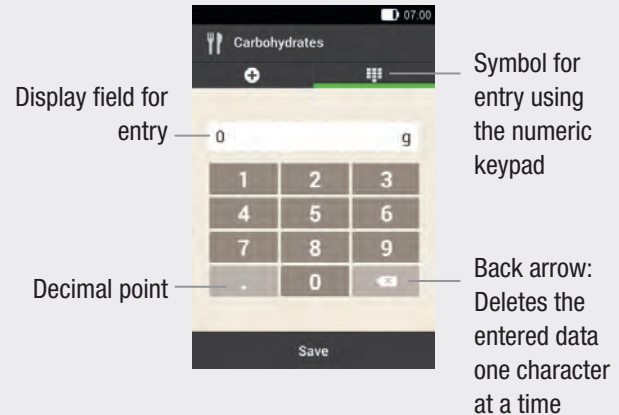 07:00
Carbohydrates
Display field for
entry
0 g
1 2 3
4 5 6
7 8 9
. 0
Decimal point
Save
Symbol for
entry using
the numeric
keypad
Back arrow:
Deletes the
entered data
one character
at a time